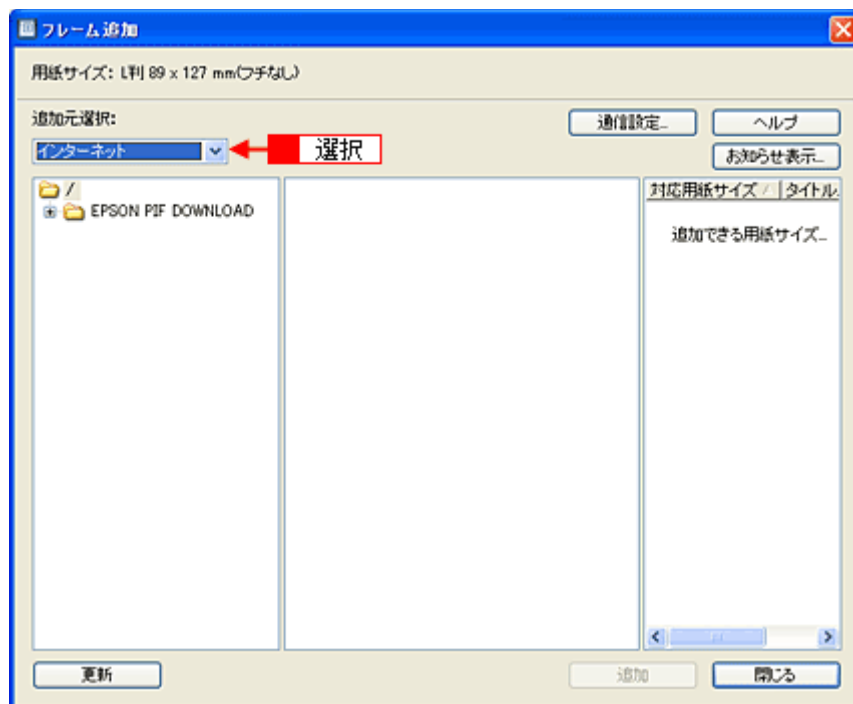 フレーム追加
用紙サイズ: L判 89 x 127 mm(フチなし)
追加元選択:
インターネット
選択
通信設定...
ヘルプ
お知らせ表示...
/
EPSON PIF DOWNLOAD
対応用紙サイズ / タイトル
追加できる用紙サイズ...
更新
追加
閉じる